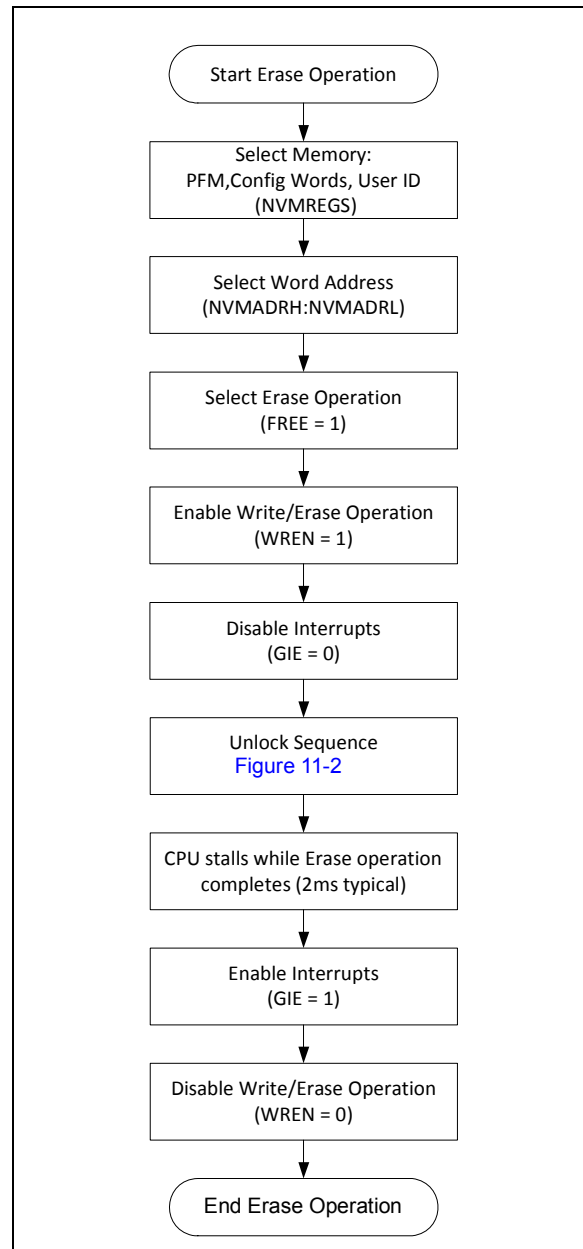 Start Erase Operation
Select Memory:
PFM,Config Words, User ID
(NVMREGS)
Select Word Address
(NVMADRH:NVMADRL)
Select Erase Operation
(FREE = 1)
Enable Write/Erase Operation
(WREN = 1)
Disable Interrupts
(GIE = 0)
Unlock Sequence
Figure 11-2
CPU stalls while Erase operation
completes (2ms typical)
Enable Interrupts
(GIE = 1)
Disable Write/Erase Operation
(WREN = 0)
End Erase Operation